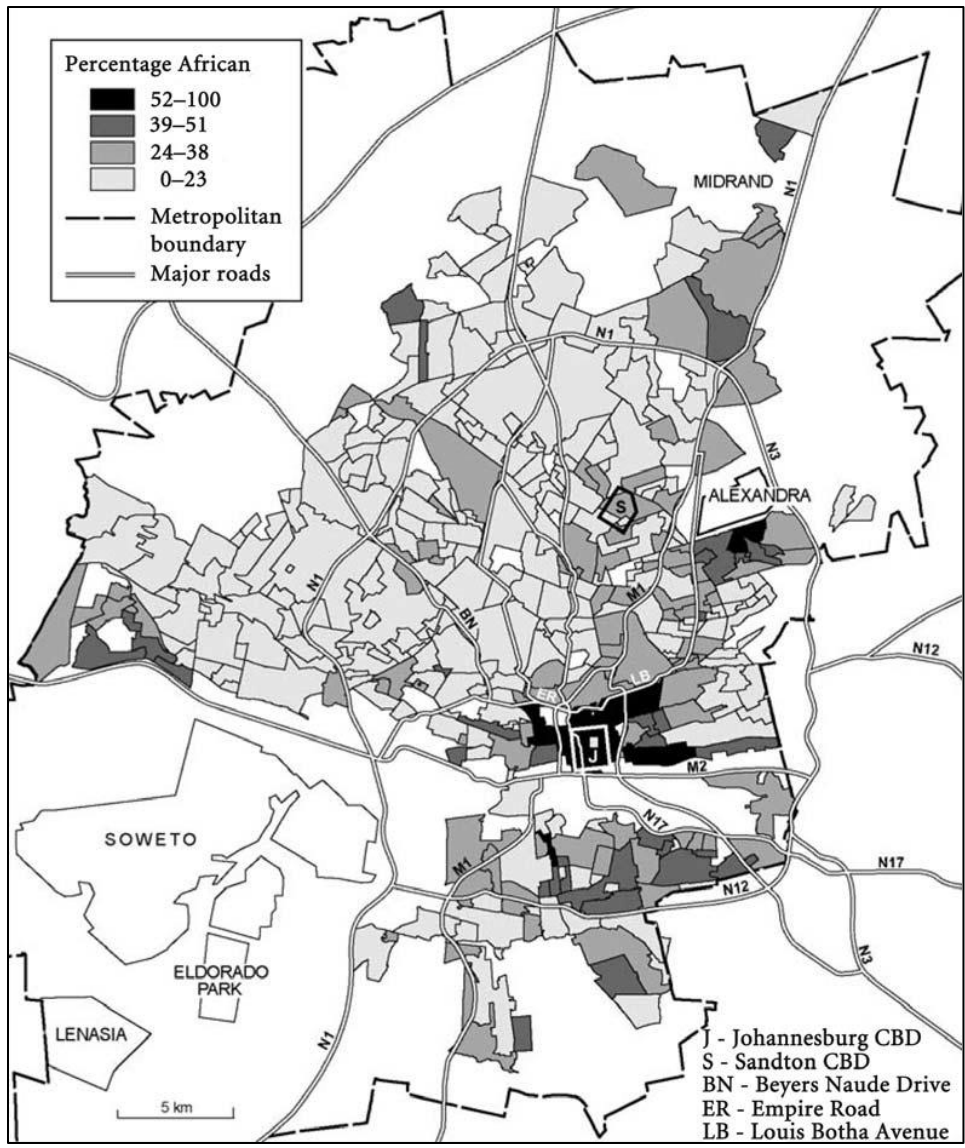 Percentage African
52–100
39–51
24–38
0–23
Metropolitan
boundary
Major roads
MIDRAND
N1
N1
N3
ALEXANDRA
S
N1
M1
BN
N12
LB
ER
J
M2
SOWETO
N17
M1
N17
N12
ELDORADO
PARK
N3
LENASIA
N1
5 km
J - Johannesburg CBD
S - Sandton CBD
BN - Beyers Naude Drive
ER - Empire Road
LB - Louis Botha Avenue